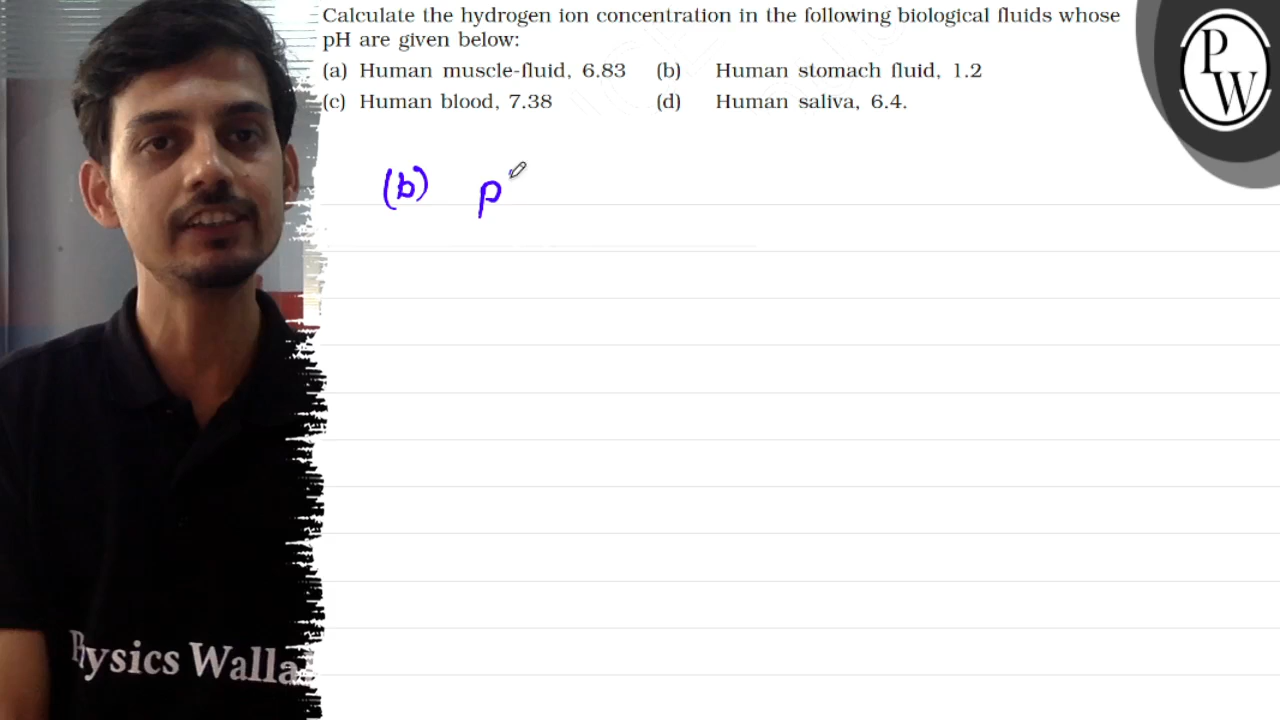 Calculate the hydrogen ion concentration in the following biological fluids whose
pH are given below:
(a) Human muscle-fluid, 6.83 (b) Human stomach fluid, 1.2
(c) Human blood, 7.38 (d) Human saliva, 6.4.
(b) p
P
W
Physics Walla